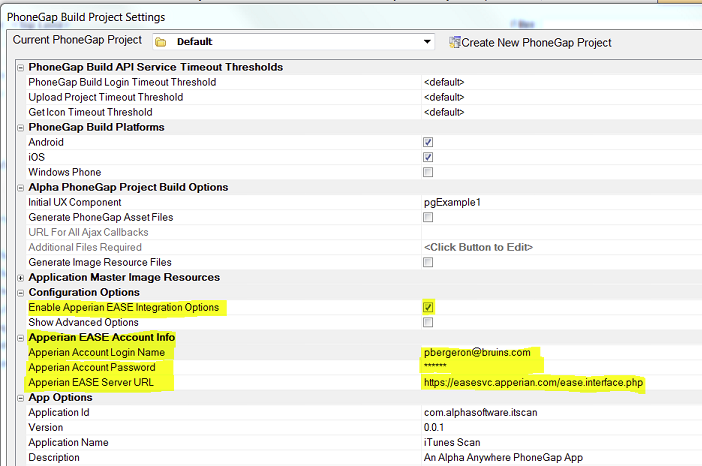 PhoneGap Build Project Settings
Current PhoneGap Project Default Create New PhoneGap Project
PhoneGap Build API Service Timeout Thresholds
PhoneGap Build Login Timeout Threshold <default>
Upload Project Timeout Threshold <default>
Get Icon Timeout Threshold <default>
PhoneGap Build Platforms
Android
iOS
Windows Phone
Alpha PhoneGap Project Build Options
Initial UX Component pgExample1
Generate PhoneGap Asset Files
URL For All Ajax Callbacks
Additional Files Required <Click Button to Edit>
Generate Image Resource Files
Application Master Image Resources
Configuration Options
Enable Apperian EASE Integration Options
Show Advanced Options
Apperian EASE Account Info
Apperian Account Login Name pbergeron@bruins.com
Apperian Account Password ******
Apperian EASE Server URL https://easesvc.apperian.com/ease.interface.php
App Options
Application Id com.alphasoftware.itscan
Version 0.0.1
Application Name iTunes Scan
Description An Alpha Anywhere PhoneGap App